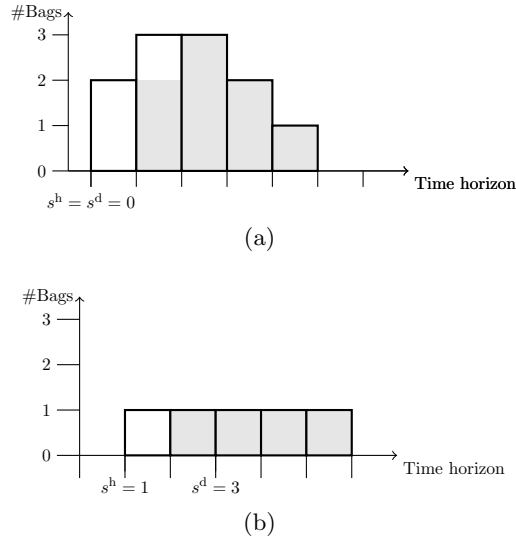 #Bags
3
2
1
0
Time horizon
s^h = s^d = 0
(a)
#Bags
3
2
1
0
Time horizon
s^h = 1
s^d = 3
(b)